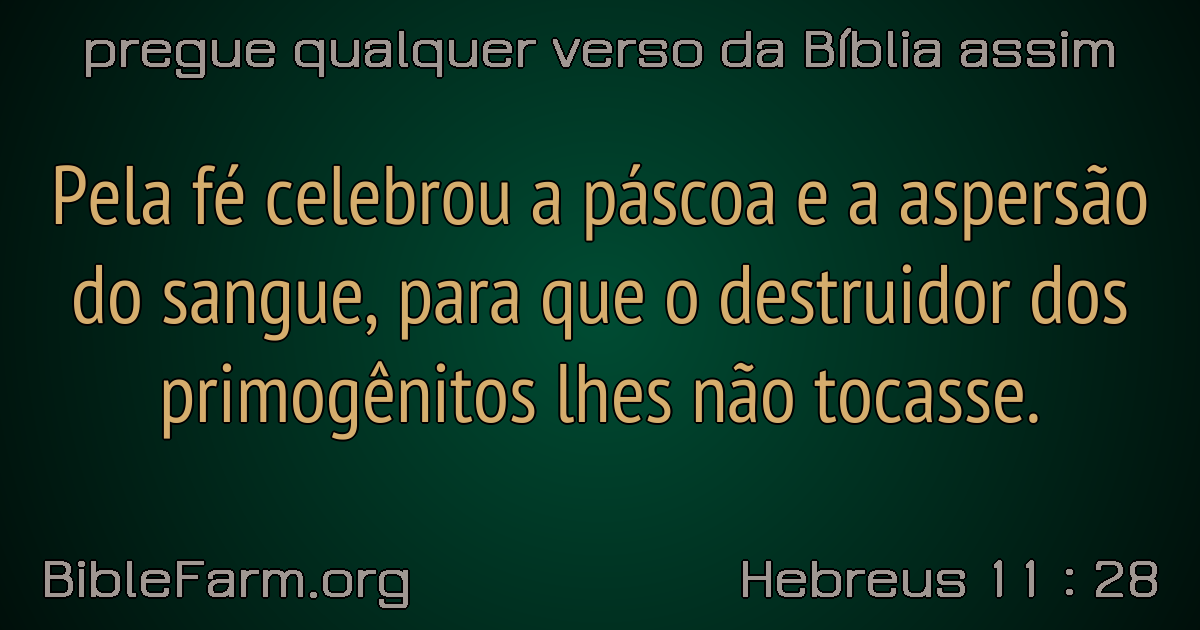 pregue qualquer verso da Bíblia assim
Pela fé celebrou a páscoa e a aspersão
do sangue, para que o destruidor dos
primogênitos lhes não tocasse.
BibleFarm.org
Hebreus 11 : 28